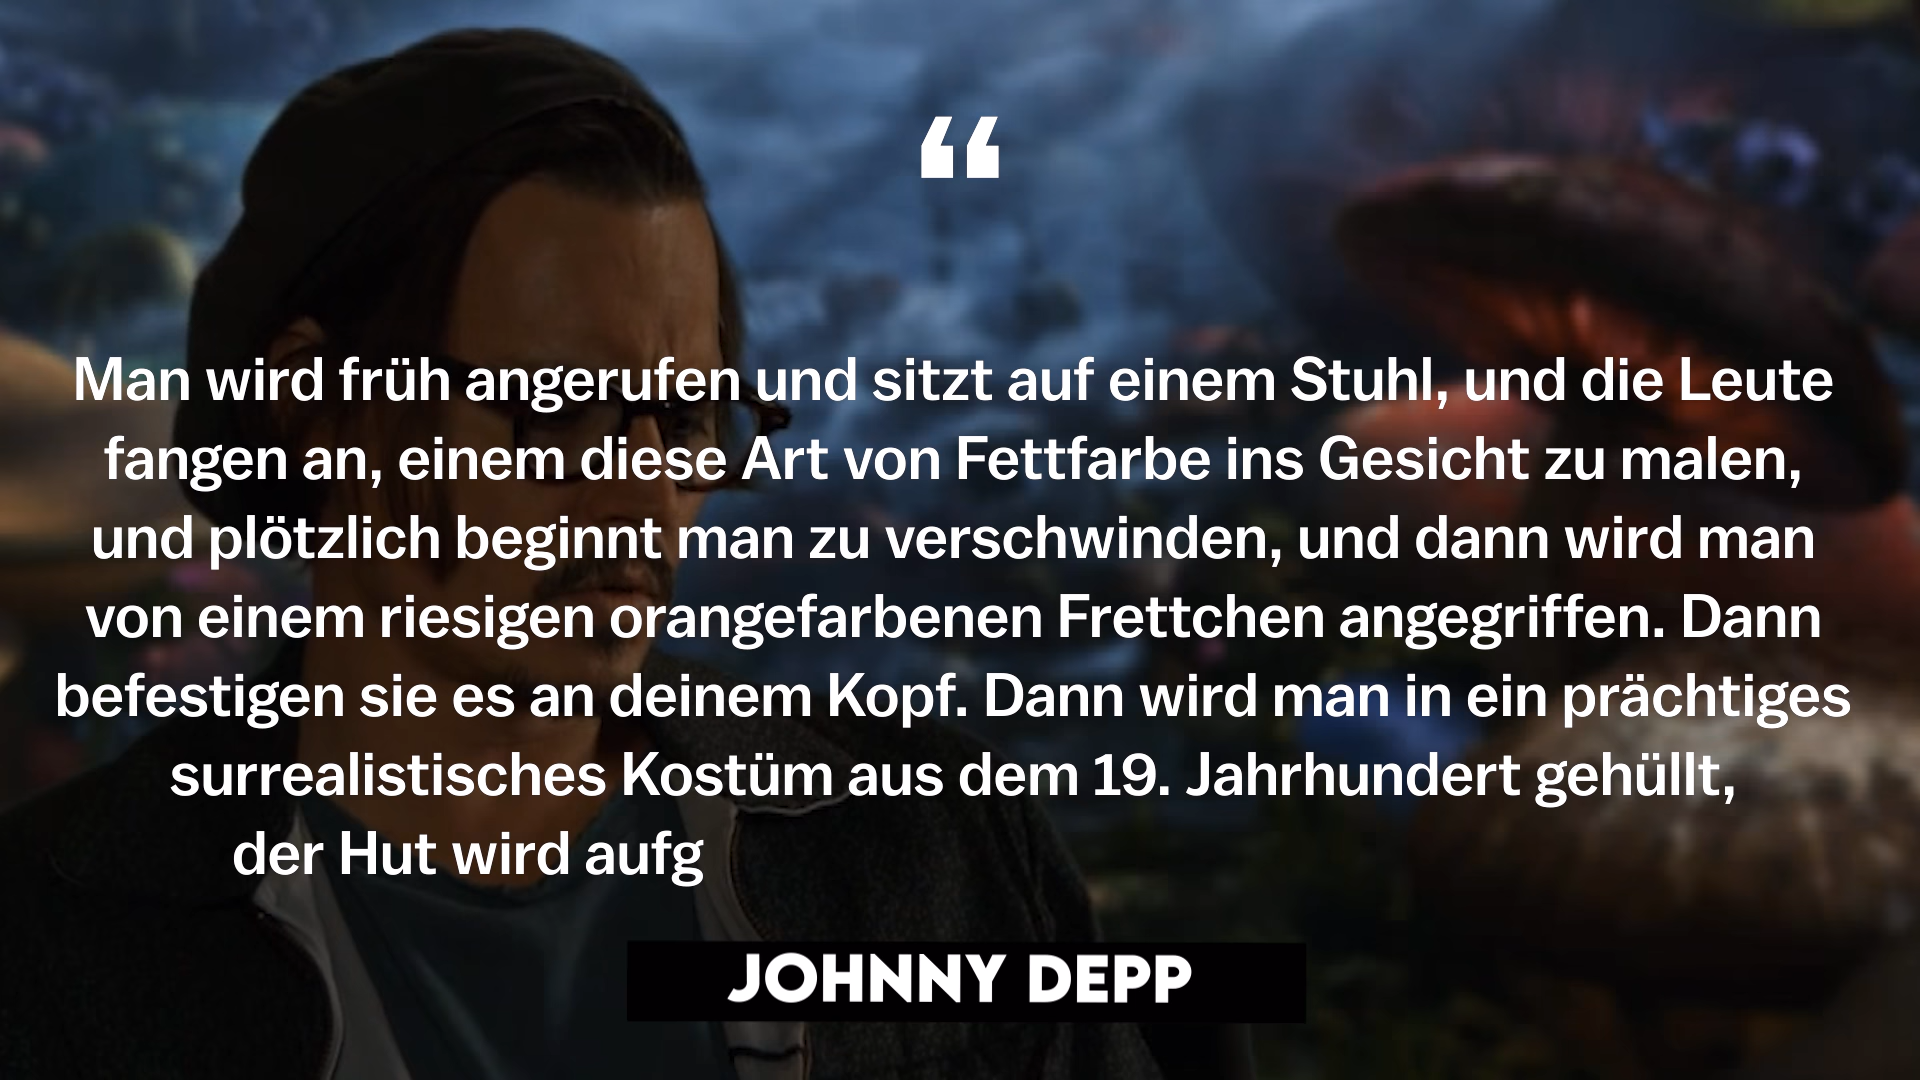 “
Man wird früh angerufen und sitzt auf einem Stuhl, und die Leute
fangen an, einem diese Art von Fettfarbe ins Gesicht zu malen,
und plötzlich beginnt man zu verschwinden, und dann wird man
von einem riesigen orangefarbenen Frettchen angegriffen. Dann
befestigen sie es an deinem Kopf. Dann wird man in ein prächtiges
surrealistisches Kostüm aus dem 19. Jahrhundert gehüllt,
der Hut wird aufg
JOHNNY DEPP